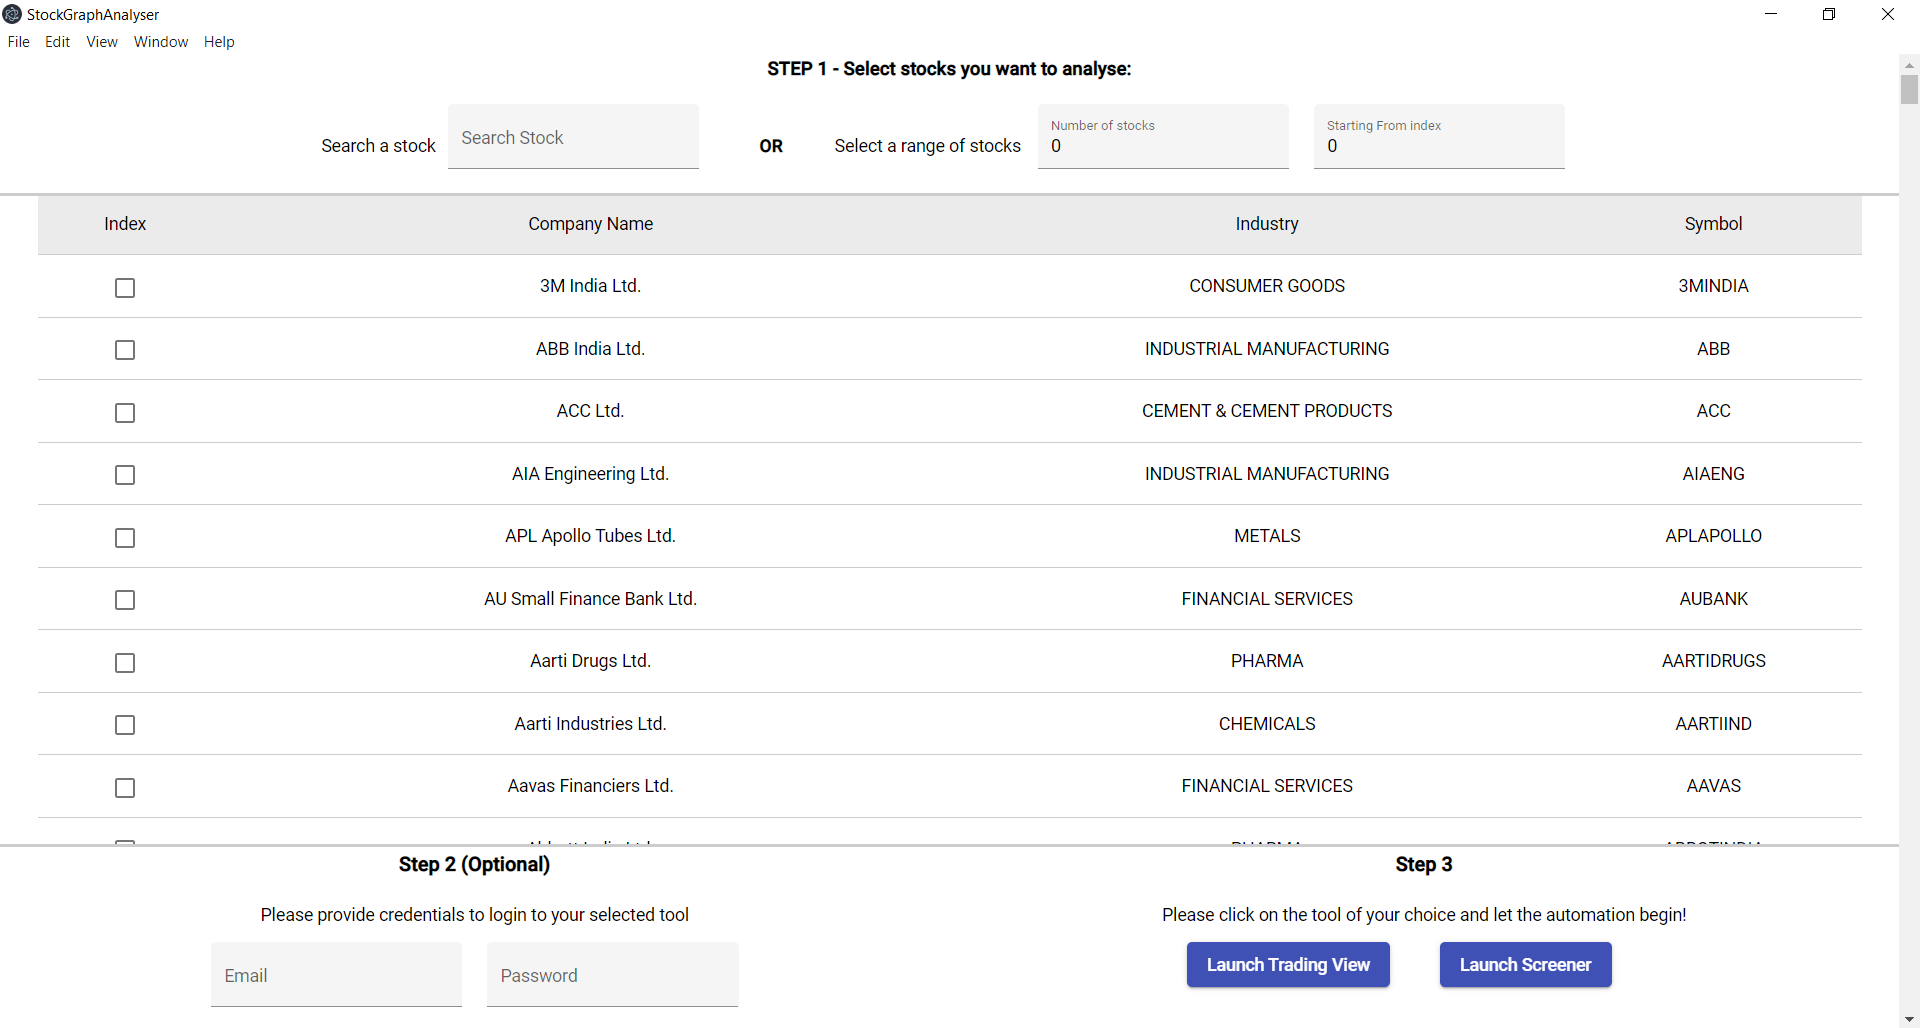 StockGraphAnalyser
File Edit View Window Help
STEP 1 - Select stocks you want to analyse:
Search a stock Search Stock OR Select a range of stocks Number of stocks 0 Starting From index 0
Index Company Name Industry Symbol
3M India Ltd. CONSUMER GOODS 3MINDIA
ABB India Ltd. INDUSTRIAL MANUFACTURING ABB
ACC Ltd. CEMENT & CEMENT PRODUCTS ACC
AIA Engineering Ltd. INDUSTRIAL MANUFACTURING AIAENG
APL Apollo Tubes Ltd. METALS APLAPOLLO
AU Small Finance Bank Ltd. FINANCIAL SERVICES AUBANK
Aarti Drugs Ltd. PHARMA AARTIDRUGS
Aarti Industries Ltd. CHEMICALS AARTIIND
Aavas Financiers Ltd. FINANCIAL SERVICES AAVAS
Step 2 (Optional)
Please provide credentials to login to your selected tool
Email Password
Step 3
Please click on the tool of your choice and let the automation begin!
Launch Trading View Launch Screener